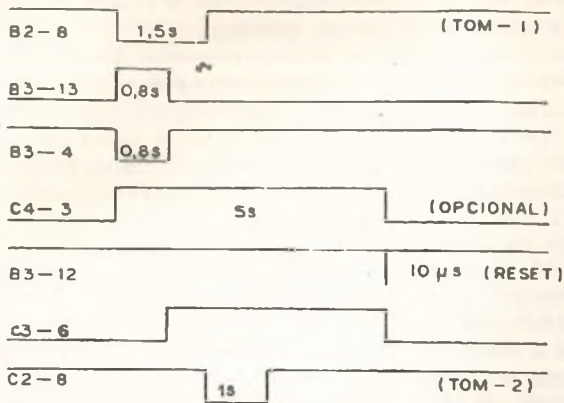 B2-8 1,5s (TOM-1)
B3-13 0,8s
B3-4 0,8s
C4-3 5s (OPCIONAL)
B3-12 10 µs (RESET)
C3-6
C2-8 1s (TOM-2)